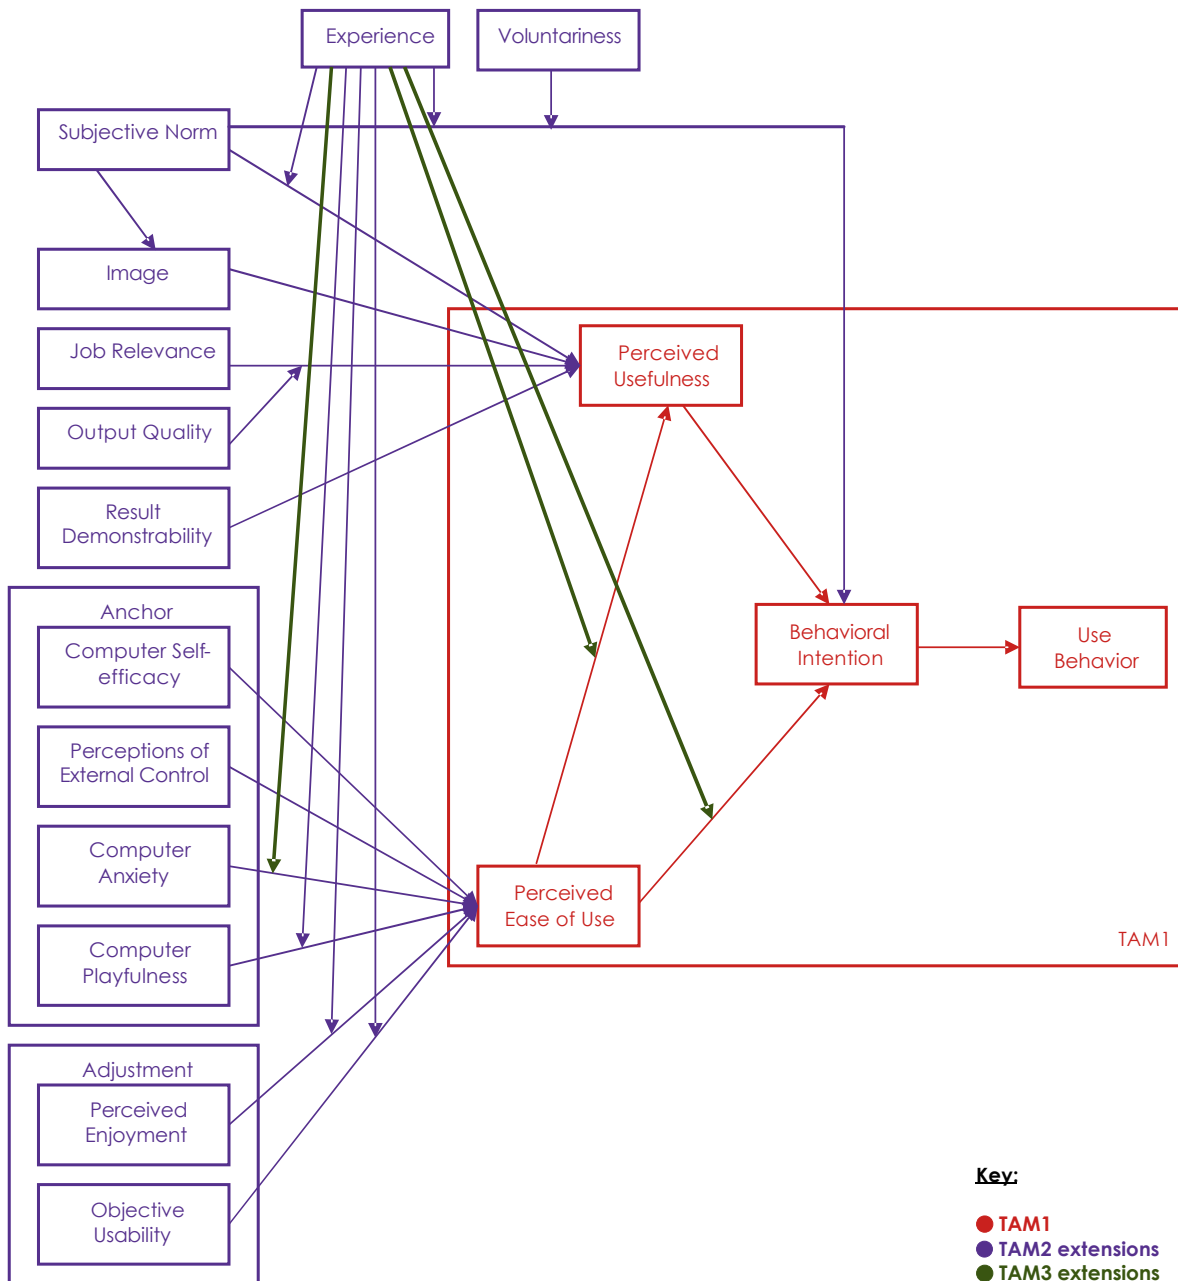 Experience
Voluntariness
Subjective Norm
Image
Job Relevance
Output Quality
Result
Demonstrability
Perceived
Usefulness
Anchor
Computer Self-
efficacy
Perceptions of
External Control
Computer
Anxiety
Computer
Playfulness
Behavioral
Intention
Use
Behavior
Perceived
Ease of Use
TAM1
Adjustment
Perceived
Enjoyment
Objective
Usability
Key:
TAM1
TAM2 extensions
TAM3 extensions